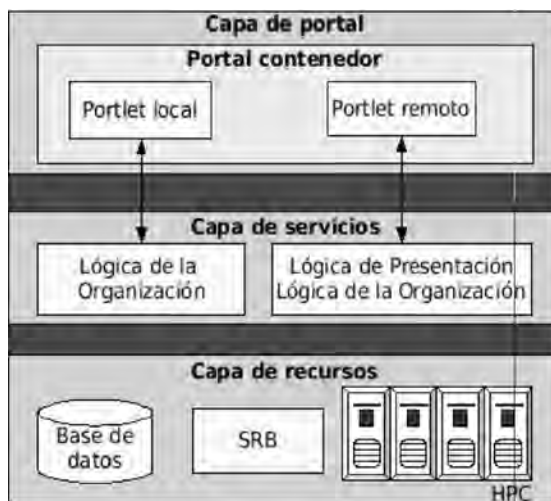 Capa de portal
Portal contenedor
Portlet local
Portlet remoto
Capa de servicios
Lógica de la
Organización
Lógica de Presentación
Lógica de la Organización
Capa de recursos
Base de
datos
SRB
HPC